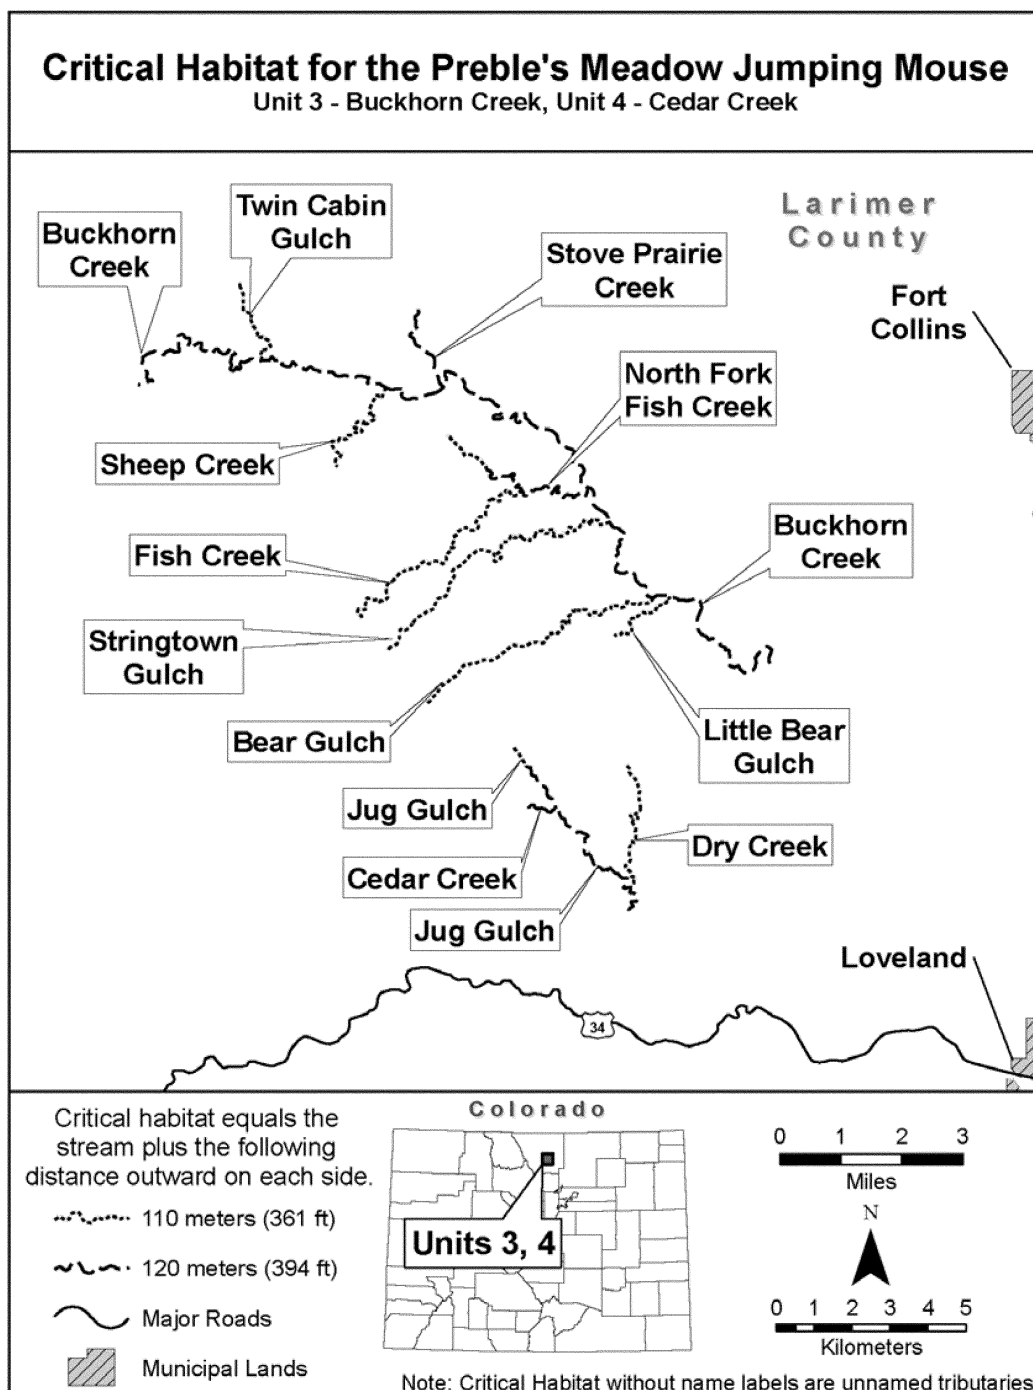 Critical Habitat for the Preble's Meadow Jumping Mouse
Unit 3 - Buckhorn Creek, Unit 4 - Cedar Creek
Larimer
County
Twin Cabin
Gulch
Buckhorn
Creek
Stove Prairie
Creek
Fort
Collins
North Fork
Fish Creek
Sheep Creek
Buckhorn
Creek
Fish Creek
Stringtown
Gulch
Bear Gulch
Little Bear
Gulch
Jug Gulch
Dry Creek
Cedar Creek
Jug Gulch
Loveland
34
Critical habitat equals the
stream plus the following
distance outward on each side.
110 meters (361 ft)
120 meters (394 ft)
Major Roads
Municipal Lands
Colorado
Units 3, 4
0 1 2 3
Miles
N
0 1 2 3 4 5
Kilometers
Note: Critical Habitat without name labels are unnamed tributaries